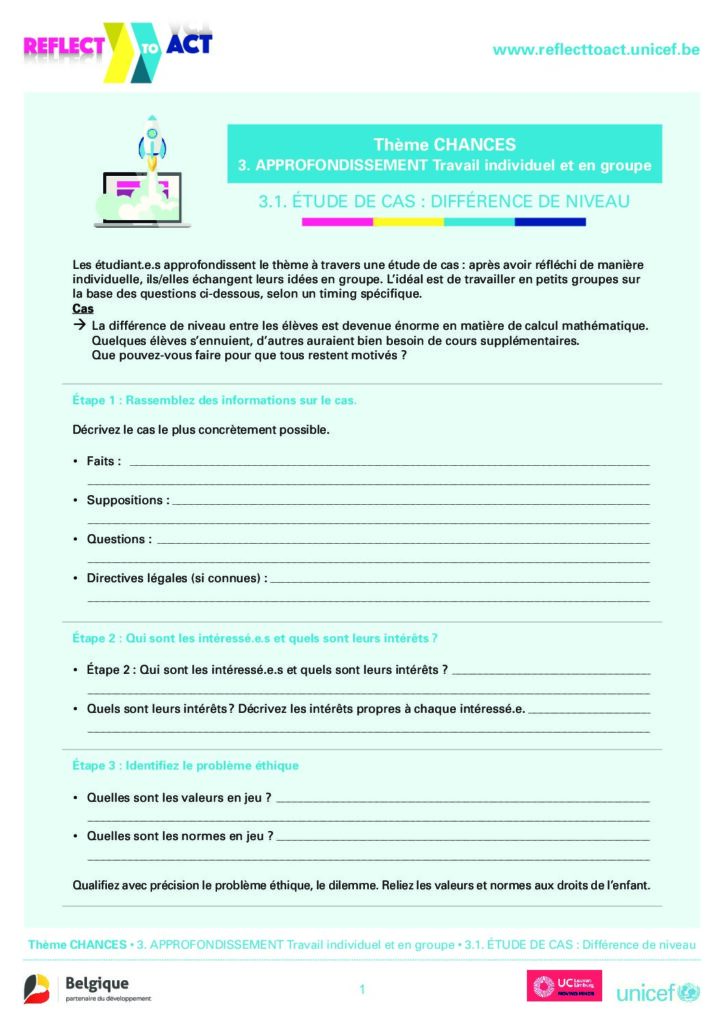 REFLECT TO ACT
www.reflecttoact.unicef.be
Thème CHANCES
3. APPROFONDISSEMENT Travail individuel et en groupe
3.1. ÉTUDE DE CAS : DIFFÉRENCE DE NIVEAU
Les étudiant.e.s approfondissent le thème à travers une étude de cas : après avoir réfléchi de manière
individuelle, ils/elles échangent leurs idées en groupe. L’idéal est de travailler en petits groupes sur
la base des questions ci-dessous, selon un timing spécifique.
Cas
→ La différence de niveau entre les élèves est devenue énorme en matière de calcul mathématique.
Quelques élèves s’ennuient, d’autres auraient bien besoin de cours supplémentaires.
Que pouvez-vous faire pour que tous restent motivés ?
Étape 1 : Rassemblez des informations sur le cas.
Décrivez le cas le plus concrètement possible.
• Faits :
• Suppositions :
• Questions :
• Directives légales (si connues) :
Étape 2 : Qui sont les intéressé.e.s et quels sont leurs intérêts ?
• Étape 2 : Qui sont les intéressé.e.s et quels sont leurs intérêts ?
• Quels sont leurs intérêts ? Décrivez les intérêts propres à chaque intéressé.e.
Étape 3 : Identifiez le problème éthique
• Quelles sont les valeurs en jeu ?
• Quelles sont les normes en jeu ?
Qualifiez avec précision le problème éthique, le dilemme. Reliez les valeurs et normes aux droits de l’enfant.
Thème CHANCES • 3. APPROFONDISSEMENT Travail individuel et en groupe • 3.1. ÉTUDE DE CAS : Différence de niveau
Belgique
partenaire du développement
1
UC Leuven
Limburg
unicef